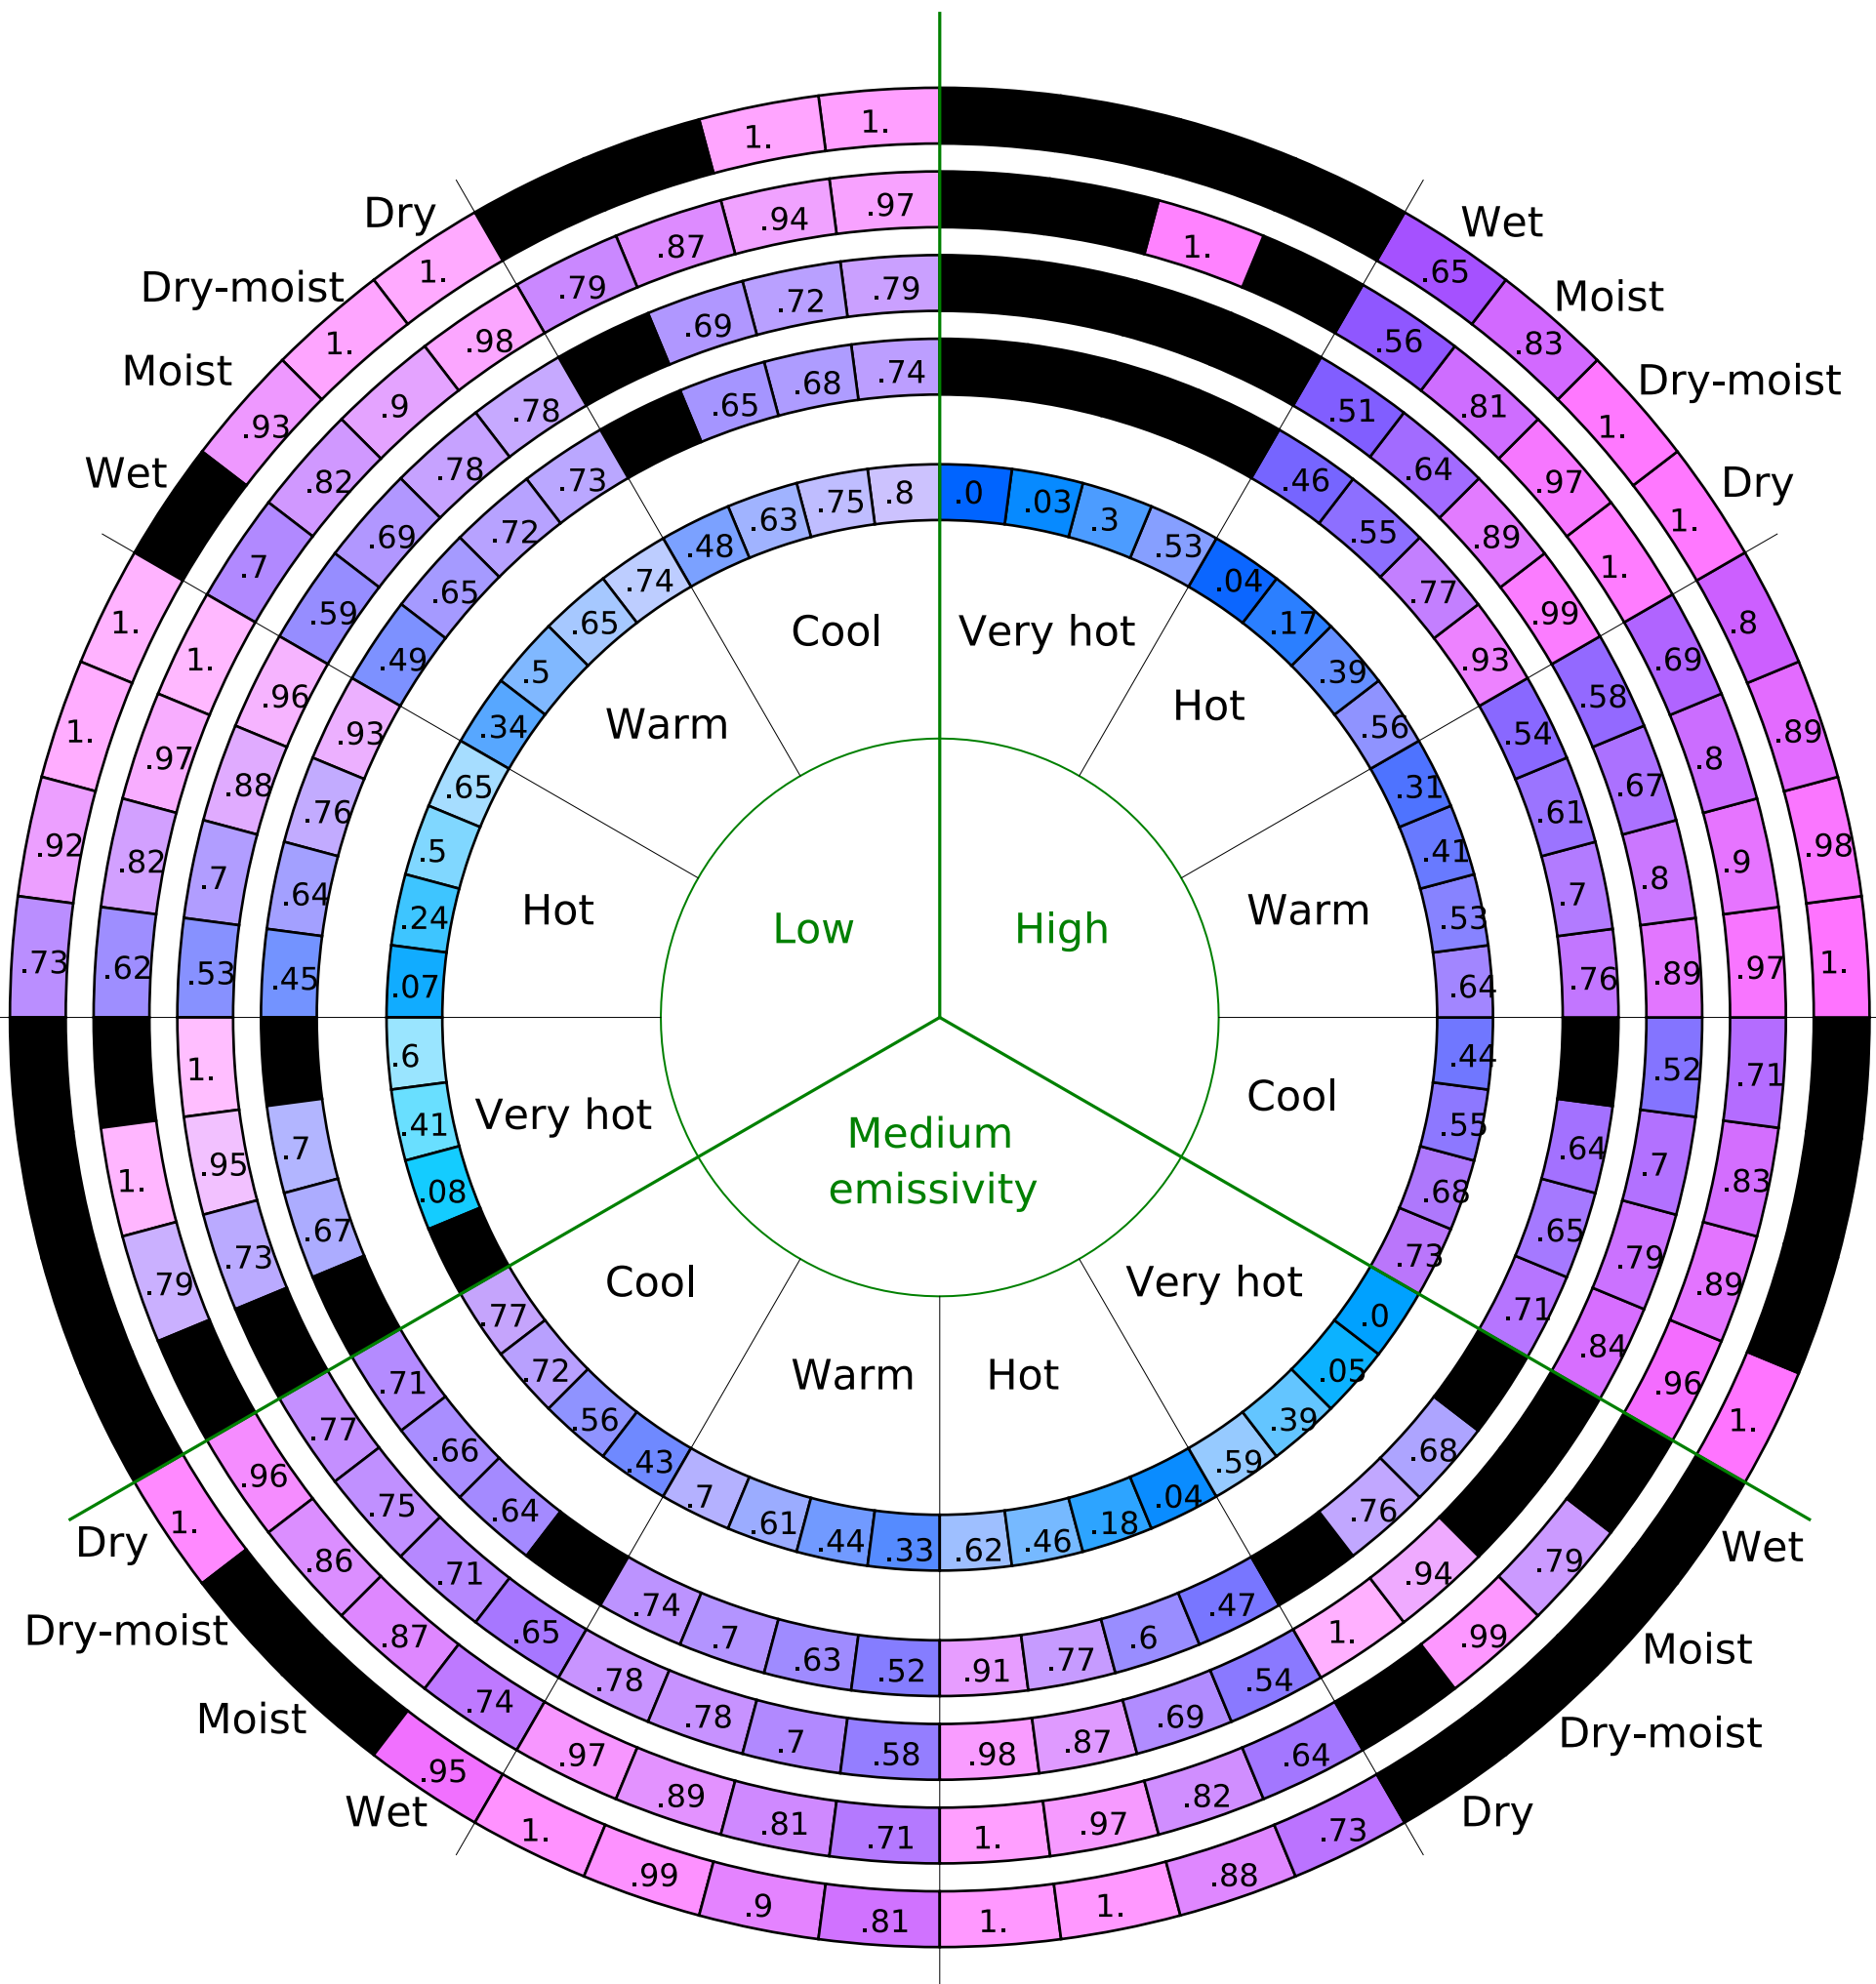 Wet
Moist
Dry-moist
Dry
Wet
Moist
Dry-moist
Dry
Wet
Moist
Dry-moist
Dry
.65 .83 1. 1.
.8 .89 .98 1.
1.
.73 .88 1. 1.
.81 .9 .99 1.
.95 1.
.73 .92 1. 1.
.93 1. 1.
1. 1.
1.
.56 .81 .97 1.
.69 .8 .9 .97
.71 .83 .89 .96
.79 .99
.64 .82 .97 1.
.71 .81 .89 .97
.74 .87 .86 .96
.79 1.
.62 .82 .97 1.
.7 .82 .9 .98
.79 .87 .94 .97
.51 .64 .89 .99
.58 .67 .8 .89
.52 .7 .79 .84
.94 1.
.54 .69 .87 .98
.58 .7 .78 .78
.65 .71 .75 .77
.73 .95 1.
.53 .7 .88 .96
.59 .69 .78 .78
.69 .72 .79
.46 .55 .77 .93
.54 .61 .7 .76
.64 .65 .71
.68 .76
.47 .6 .77 .91
.52 .63 .7 .74
.64 .66 .71
.67 .7
.45 .64 .76 .93
.49 .65 .72 .73
.65 .68 .74
.0 .03 .3 .53
.04 .17 .39 .56
.31 .41 .53 .64
.44 .55 .68 .73
.0 .05 .39 .59
.04 .18 .46 .62
.33 .44 .61 .7
.43 .56 .72 .77
.08 .41 .6
.07 .24 .5 .65
.34 .5 .65 .74
.48 .63 .75 .8
Very hot
Hot
Warm
Cool
Very hot
Hot
Warm
Cool
Very hot
Hot
Warm
Cool
Low
High
Medium
emissivity